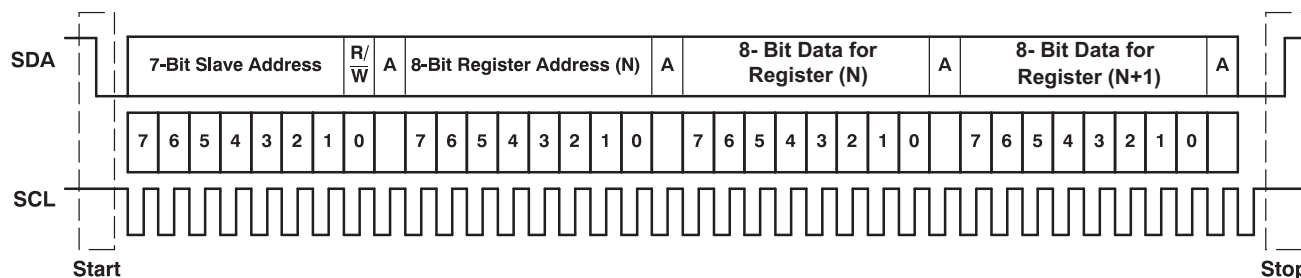 SDA
7-Bit Slave Address
R/
W
A
8-Bit Register Address (N)
A
8- Bit Data for
Register (N)
A
8- Bit Data for
Register (N+1)
A
7 6 5 4 3 2 1 0 7 6 5 4 3 2 1 0 7 6 5 4 3 2 1 0 7 6 5 4 3 2 1 0
SCL
Start
Stop